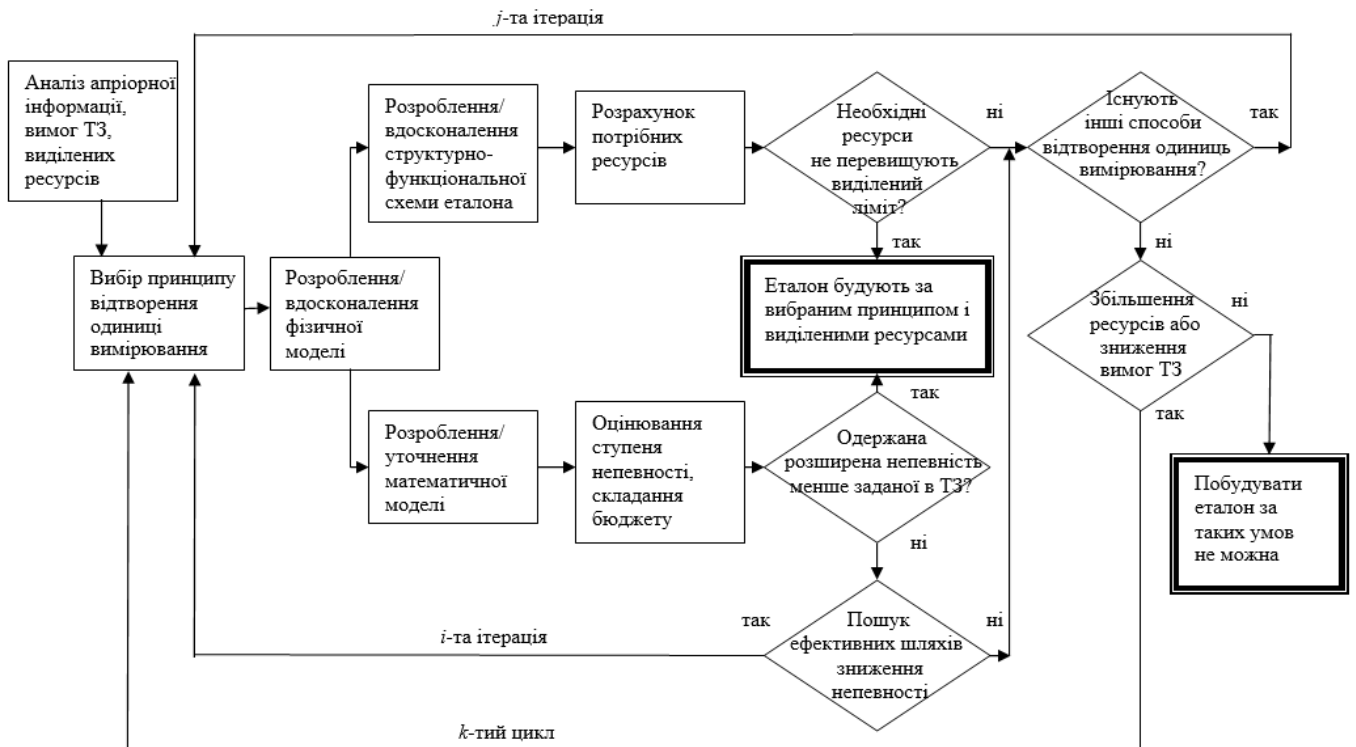 j-та ітерація
Аналіз апріорної
інформації,
вимог ТЗ,
виділених
ресурсів
Розроблення/
вдосконалення
структурно-
функціональної
схеми еталона
Розрахунок
потрібних
ресурсів
Необхідні
ресурси
не перевищують
виділений
ліміт?
ні
так
Існують
інші способи
відтворення одиниць
вимірювання?
так
ні
Вибір принципу
відтворення
одиниці
вимірювання
Розроблення/
вдосконалення
фізичної
моделі
Еталон будують за
вибраним принципом і
виділеними ресурсами
Збільшення
ресурсів або
зниження
вимог ТЗ
ні
так
Розроблення/
уточнення
математичної
моделі
Оцінювання
ступеня
непевності,
складання
бюджету
так
Одержана
розширена непевність
менше заданої в ТЗ?
ні
Побудувати
еталон за
таких умов
не можна
i-та ітерація
так
Пошук
ефективних шляхів
зниження
непевності
ні
k-тий цикл